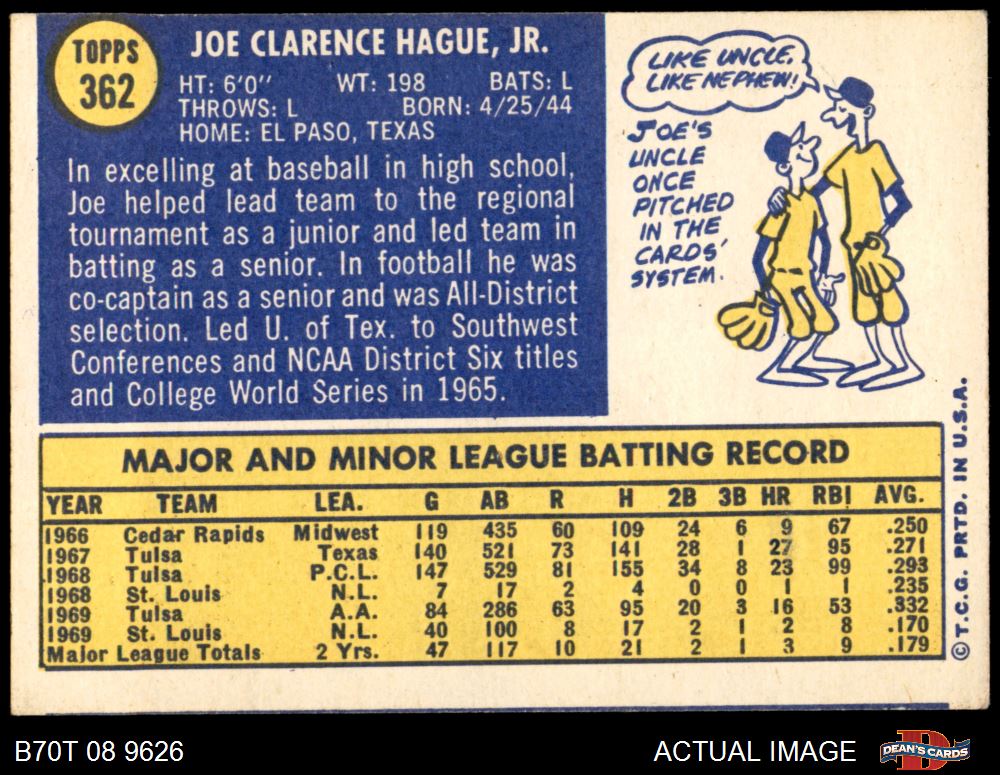 TOPPS
362
JOE CLARENCE HAGUE, JR.
HT: 6'0" WT: 198 BATS: L
THROWS: L BORN: 4/25/44
HOME: EL PASO, TEXAS
In excelling at baseball in high school,
Joe helped lead team to the regional
tournament as a junior and led team in
batting as a senior. In football he was
co-captain as a senior and was All-District
selection. Led U. of Tex. to Southwest
Conferences and NCAA District Six titles
and College World Series in 1965.
LIKE UNCLE,
LIKE NEPHEW!
JOE'S
UNCLE
ONCE
PITCHED
IN THE
CARDS'
SYSTEM.
MAJOR AND MINOR LEAGUE BATTING RECORD
YEAR TEAM LEA. G AB R H 2B 3B HR RBI AVG.
1966 Cedar Rapids Midwest 119 435 60 109 24 6 9 67 .250
1967 Tulsa Texas 140 521 73 141 28 1 27 95 .271
1968 Tulsa P.C.L. 147 529 81 155 34 8 23 99 .293
1968 St. Louis N.L. 7 17 2 4 0 0 1 1 .235
1969 Tulsa A.A. 84 286 63 95 20 3 16 53 .332
1969 St. Louis N.L. 40 100 8 17 2 1 2 8 .170
Major League Totals 2 Yrs. 47 117 10 21 2 1 3 9 .179
© T.C.G. PRTD. IN U.S.A.
B70T 08 9626
ACTUAL IMAGE
DEAN'S CARDS